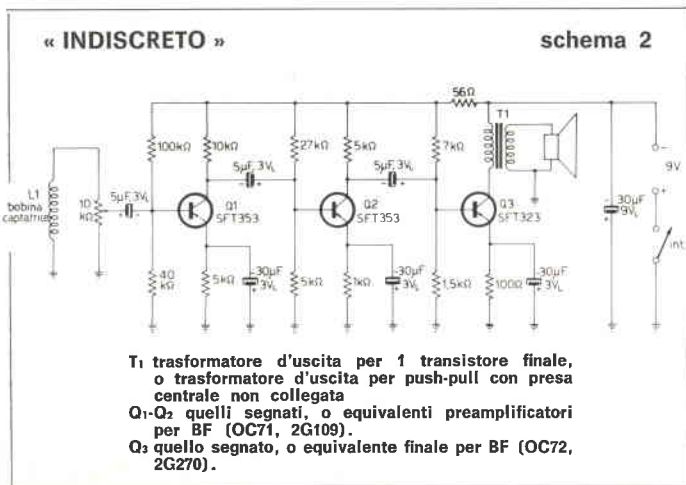 « INDISCRETO »
schema 2
56Ω
T1
100kΩ
10kΩ
27kΩ
5kΩ
7kΩ
5µF, 3VL
5µF, 3VL
9V
L1
bobina
captatrice
10
kΩ
5µF, 3VL
Q1
SFT353
Q2
SFT353
Q3
SFT323
30µF
9VL
int.
40
kΩ
5kΩ
30µF
3VL
5kΩ
1kΩ
30µF
3VL
1,5kΩ
100Ω
30µF
3VL
T1 trasformatore d'uscita per 1 transistore finale,
o trasformatore d'uscita per push-pull con presa
centrale non collegata
Q1-Q2 quelli segnati, o equivalenti preamplificatori
per BF (OC71, 2G109).
Q3 quello segnato, o equivalente finale per BF (OC72,
2G270).